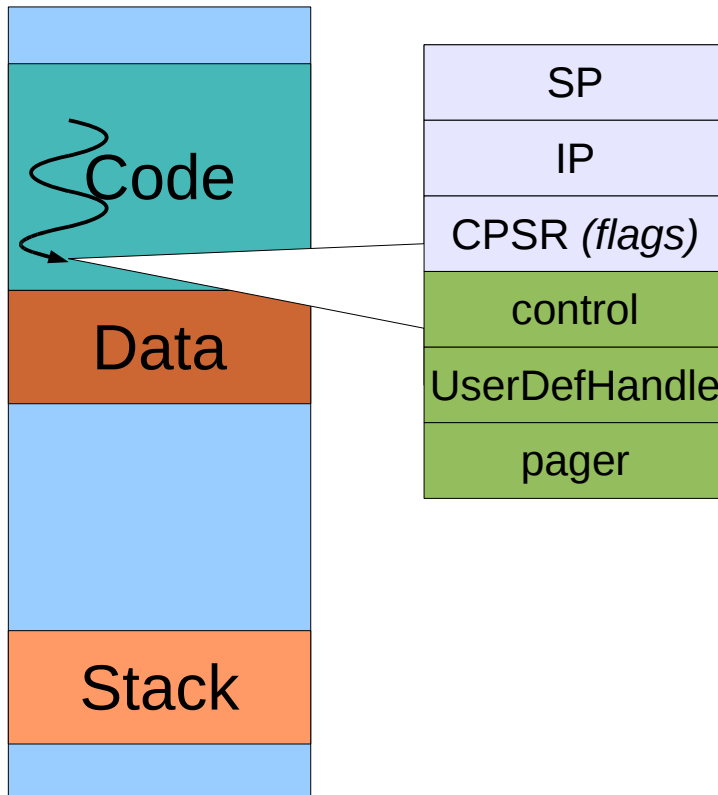 Code
Data
Stack
SP
IP
CPSR (flags)
control
UserDefHandle
pager